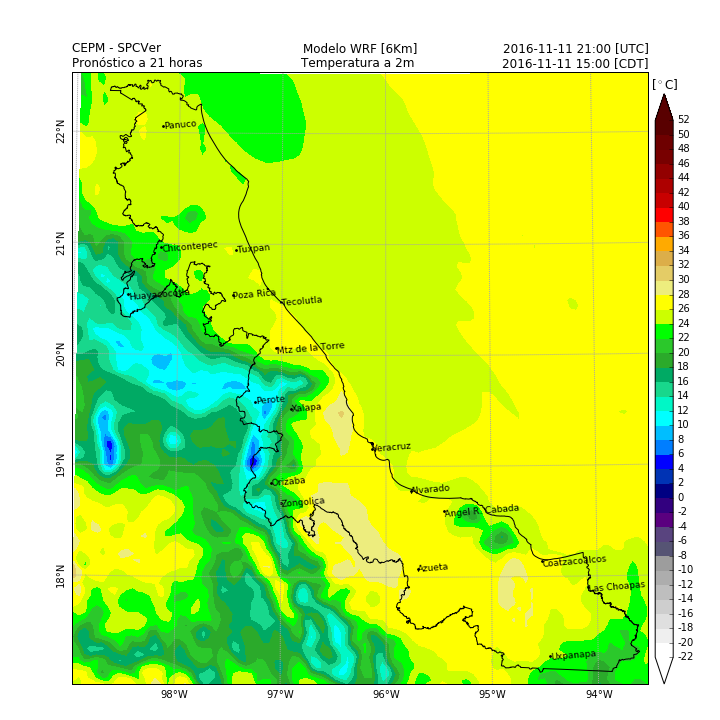 CEPM - SPCVer Modelo WRF [6Km] 2016-11-11 21:00 [UTC]
Pronóstico a 21 horas Temperatura a 2m 2016-11-11 15:00 [CDT]
[°C]
52
50
48
46
44
42
40
38
36
34
32
30
28
26
24
22
20
18
16
14
12
10
8
6
4
2
0
-2
-4
-6
-8
-10
-12
-14
-16
-18
-20
-22
22°N
21°N
20°N
19°N
18°N
Panuco
Chicontepec
Tuxpan
Huayacocotla
Poza Rica
Tecolutla
Mtz de la Torre
Perote
Xalapa
Veracruz
Orizaba
Alvarado
Zongolica
Angel R. Cabada
Azueta
Coatzacoalcos
Las Choapas
Uxpanapa
98°W 97°W 96°W 95°W 94°W